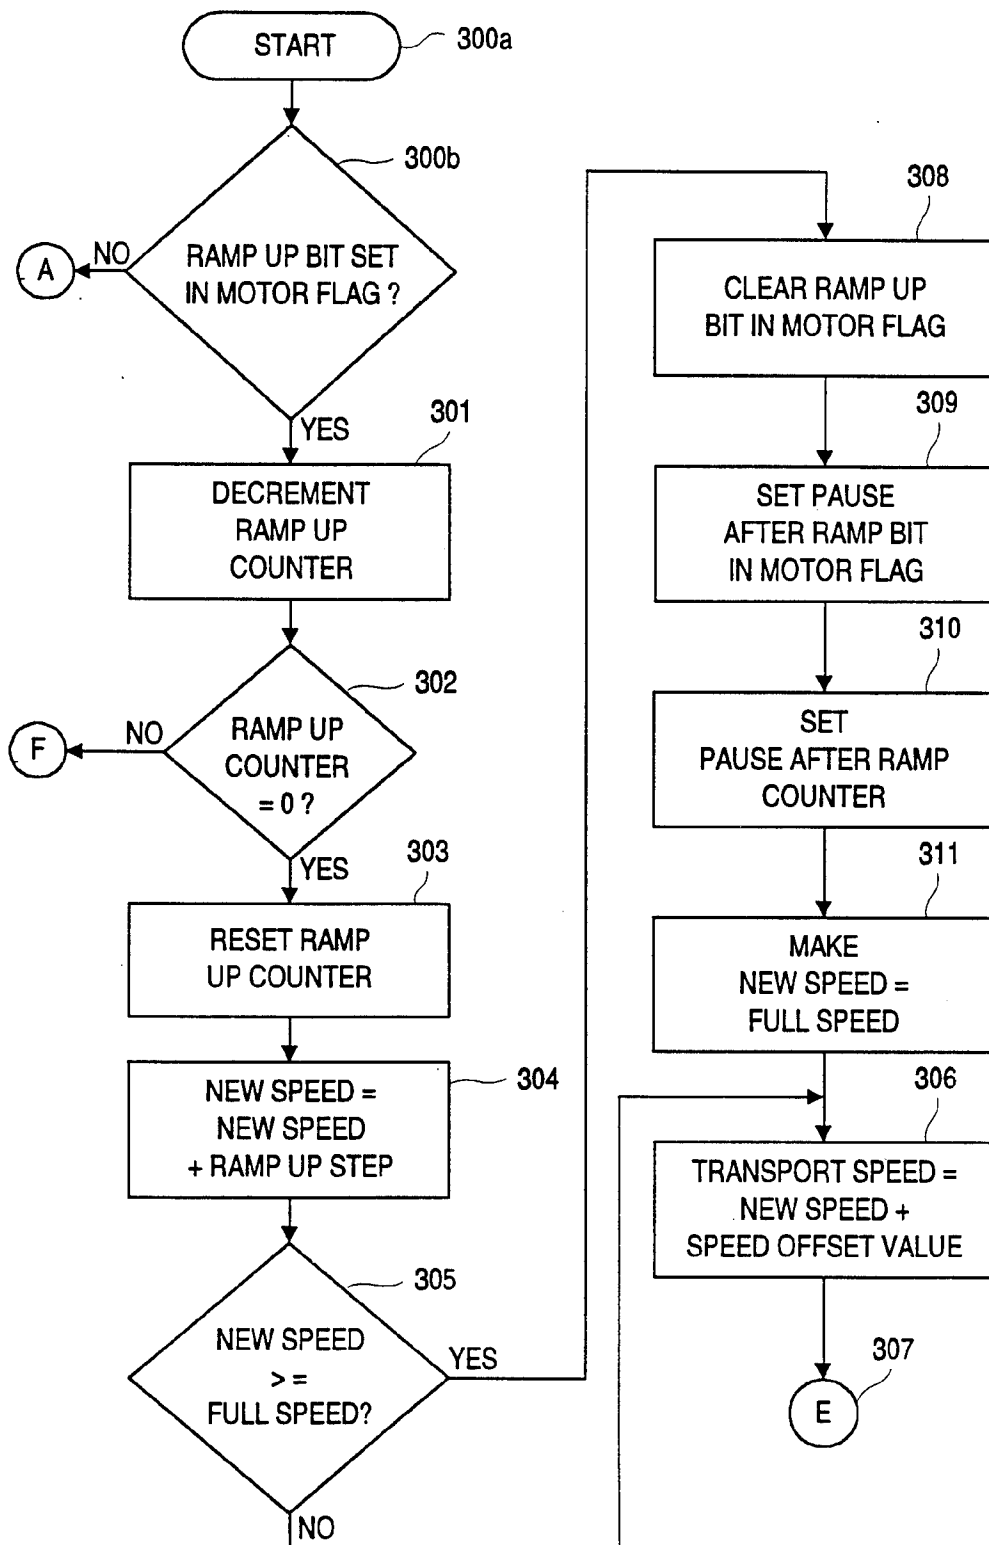 START
300a
300b
RAMP UP BIT SET
IN MOTOR FLAG ?
NO
A
YES
301
DECREMENT
RAMP UP
COUNTER
302
RAMP UP
COUNTER
= 0 ?
NO
F
YES
303
RESET RAMP
UP COUNTER
304
NEW SPEED =
NEW SPEED
+ RAMP UP STEP
305
NEW SPEED
> =
FULL SPEED?
YES
NO
308
CLEAR RAMP UP
BIT IN MOTOR FLAG
309
SET PAUSE
AFTER RAMP BIT
IN MOTOR FLAG
310
SET
PAUSE AFTER RAMP
COUNTER
311
MAKE
NEW SPEED =
FULL SPEED
306
TRANSPORT SPEED =
NEW SPEED +
SPEED OFFSET VALUE
307
E